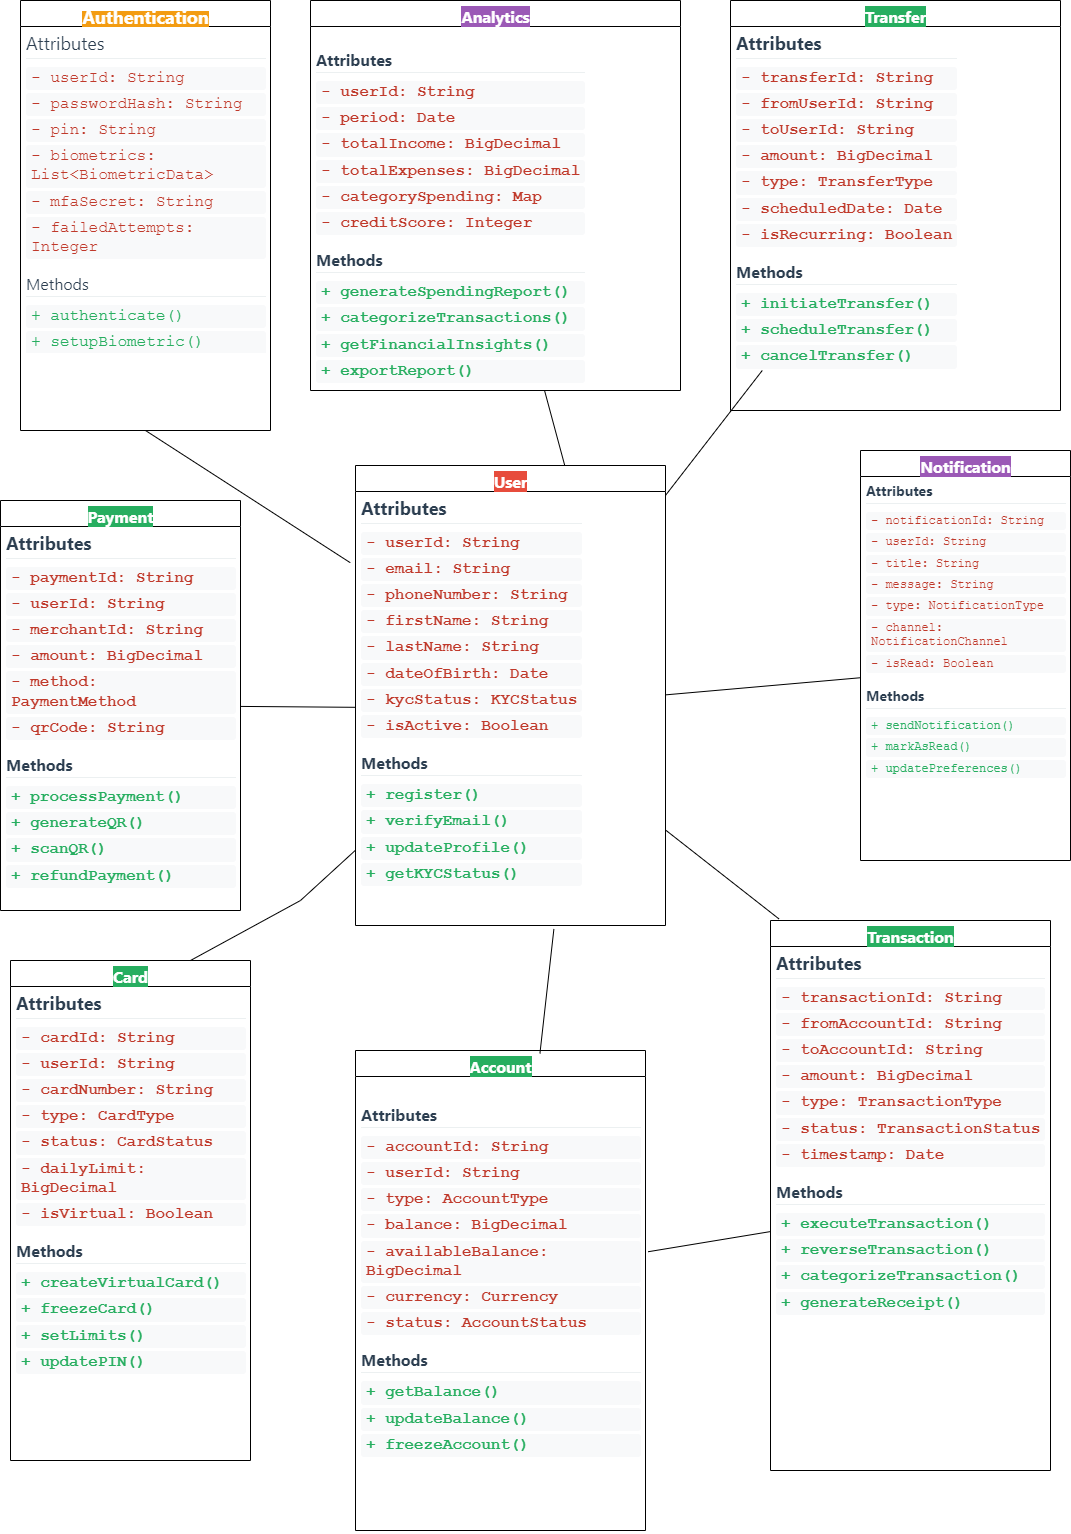 Authentication
Attributes
- userId: String
- passwordHash: String
- pin: String
- biometrics:
List<BiometricData>
- mfaSecret: String
- failedAttempts:
Integer
Methods
+ authenticate()
+ setupBiometric()
Analytics
Attributes
- userId: String
- period: Date
- totalIncome: BigDecimal
- totalExpenses: BigDecimal
- categorySpending: Map
- creditScore: Integer
Methods
+ generateSpendingReport()
+ categorizeTransactions()
+ getFinancialInsights()
+ exportReport()
Transfer
Attributes
- transferId: String
- fromUserId: String
- toUserId: String
- amount: BigDecimal
- type: TransferType
- scheduledDate: Date
- isRecurring: Boolean
Methods
+ initiateTransfer()
+ scheduleTransfer()
+ cancelTransfer()
Payment
Attributes
- paymentId: String
- userId: String
- merchantId: String
- amount: BigDecimal
- method:
PaymentMethod
- qrCode: String
Methods
+ processPayment()
+ generateQR()
+ scanQR()
+ refundPayment()
User
Attributes
- userId: String
- email: String
- phoneNumber: String
- firstName: String
- lastName: String
- dateOfBirth: Date
- kycStatus: KYCStatus
- isActive: Boolean
Methods
+ register()
+ verifyEmail()
+ updateProfile()
+ getKYCStatus()
Notification
Attributes
- notificationId: String
- userId: String
- title: String
- message: String
- type: NotificationType
- channel:
NotificationChannel
- isRead: Boolean
Methods
+ sendNotification()
+ markAsRead()
+ updatePreferences()
Card
Attributes
- cardId: String
- userId: String
- cardNumber: String
- type: CardType
- status: CardStatus
- dailyLimit:
BigDecimal
- isVirtual: Boolean
Methods
+ createVirtualCard()
+ freezeCard()
+ setLimits()
+ updatePIN()
Account
Attributes
- accountId: String
- userId: String
- type: AccountType
- balance: BigDecimal
- availableBalance:
BigDecimal
- currency: Currency
- status: AccountStatus
Methods
+ getBalance()
+ updateBalance()
+ freezeAccount()
Transaction
Attributes
- transactionId: String
- fromAccountId: String
- toAccountId: String
- amount: BigDecimal
- type: TransactionType
- status: TransactionStatus
- timestamp: Date
Methods
+ executeTransaction()
+ reverseTransaction()
+ categorizeTransaction()
+ generateReceipt()